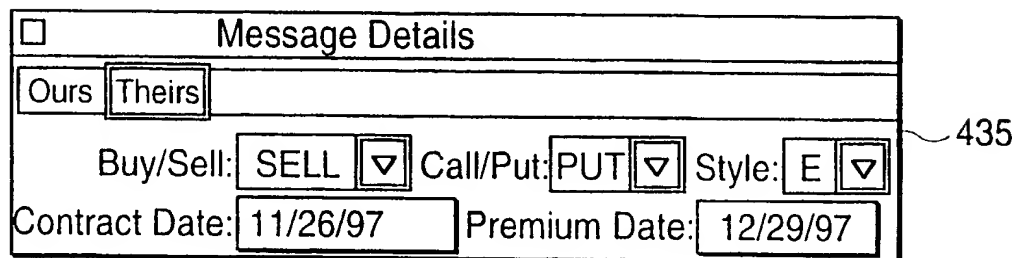 Message Details
Ours Theirs
435
Buy/Sell: SELL Call/Put: PUT Style: E
Contract Date: 11/26/97 Premium Date: 12/29/97